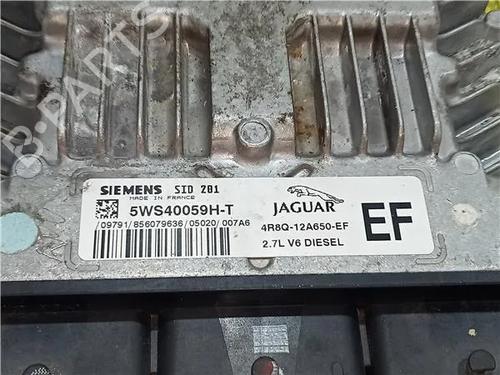 B-PARTS
SIEMENS SID 201
MADE IN FRANCE
5WS40059H-T
/09791/856079636/05020/007A6
JAGUAR
4R8Q-12A650-EF
2.7L V6 DIESEL
EF